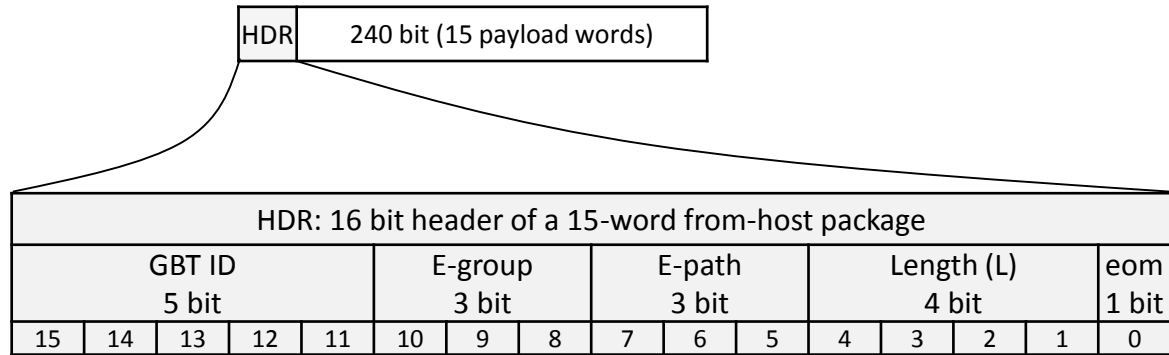 HDR 240 bit (15 payload words)
HDR: 16 bit header of a 15-word from-host package
GBT ID E-group E-path Length (L) eom
5 bit 3 bit 3 bit 4 bit 1 bit
15 14 13 12 11 10 9 8 7 6 5 4 3 2 1 0